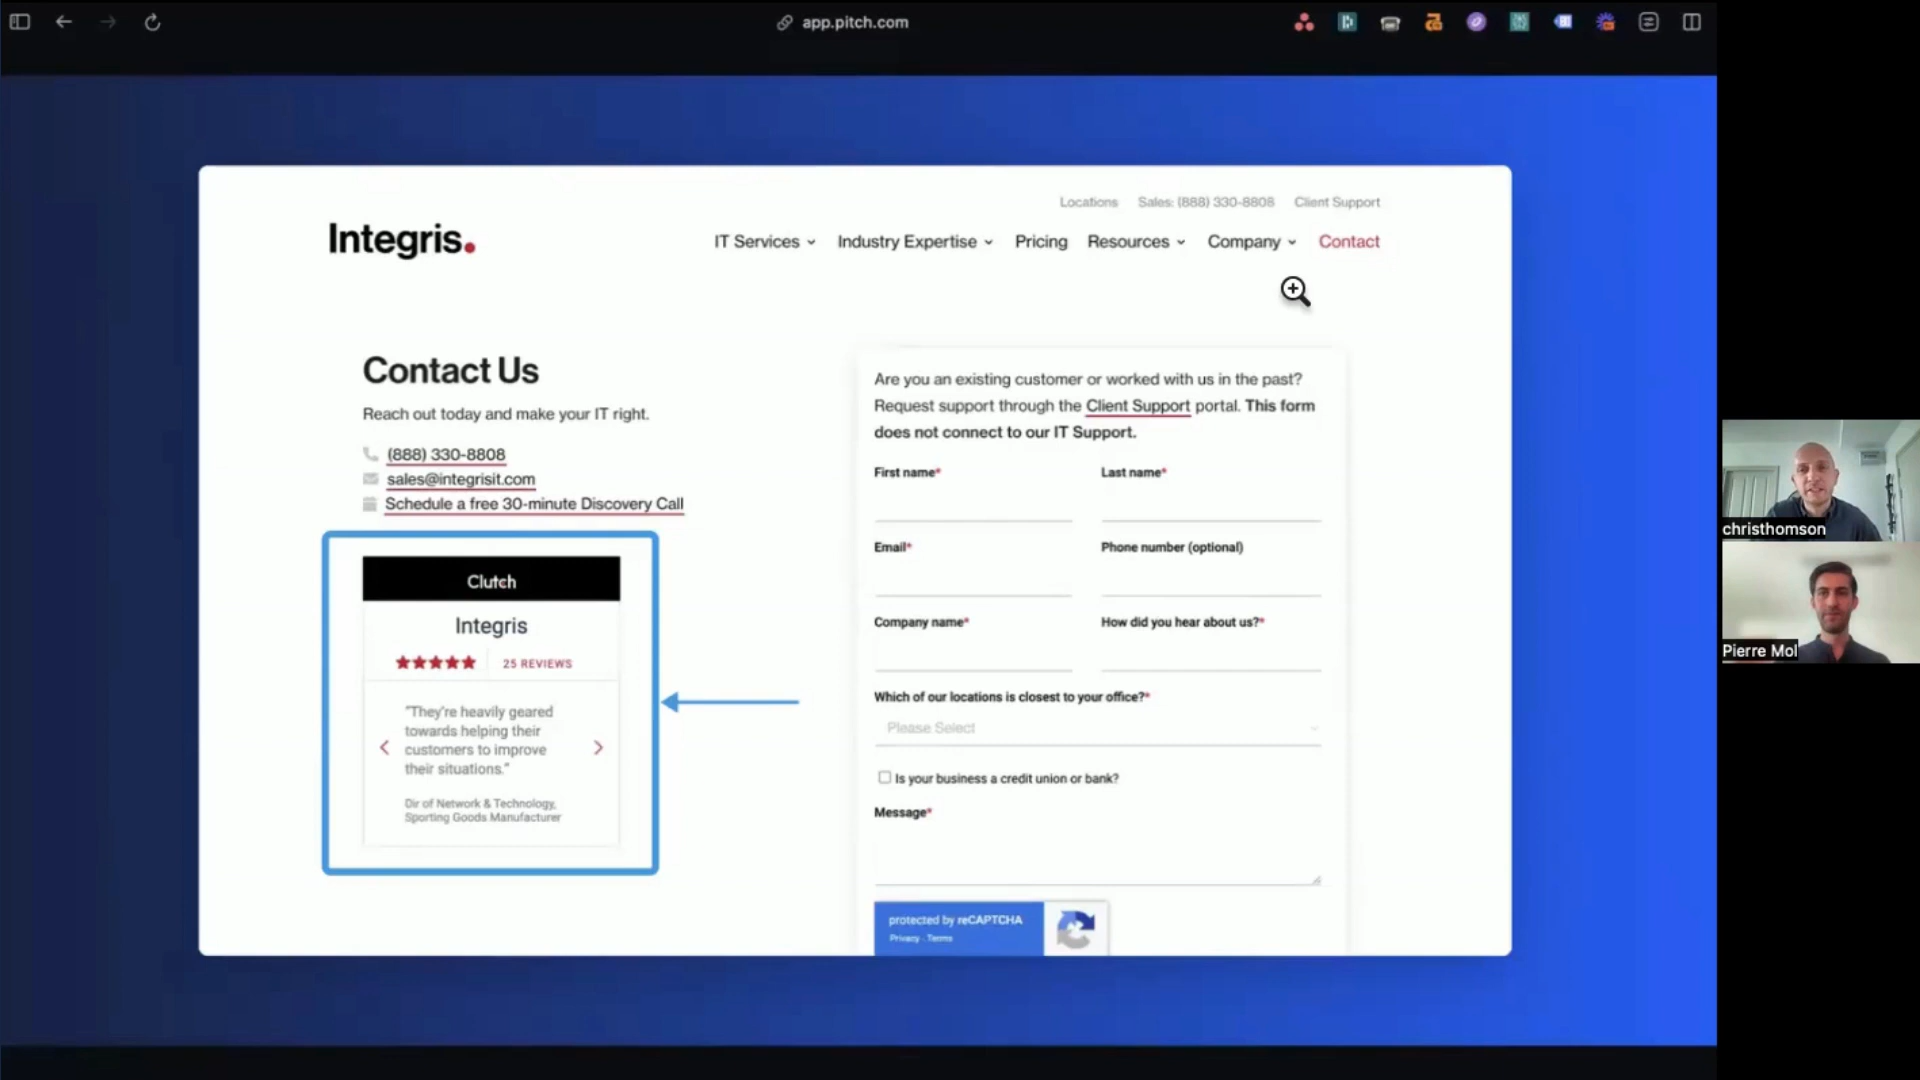 app.pitch.com
Locations Sales: (888) 330-8808 Client Support
Integris.
IT Services Industry Expertise Pricing Resources Company Contact
Contact Us
Reach out today and make your IT right.
(888) 330-8808
sales@integrisit.com
Schedule a free 30-minute Discovery Call
Clutch
Integris
25 REVIEWS
"They're heavily geared
towards helping their
customers to improve
their situations."
Dir of Network & Technology,
Sporting Goods Manufacturer
Are you an existing customer or worked with us in the past?
Request support through the Client Support portal. This form
does not connect to our IT Support.
First name* Last name*
Email* Phone number (optional)
Company name* How did you hear about us?*
Which of our locations is closest to your office?*
Please Select
Is your business a credit union or bank?
Message*
protected by reCAPTCHA
Privacy - Terms
christhomson
Pierre Mol